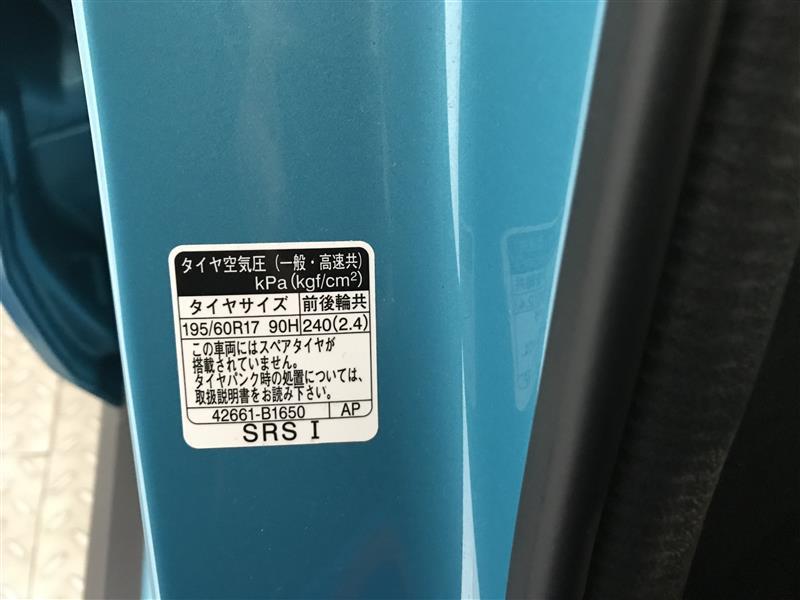 タイヤ空気圧 (一般・高速共)
kPa(kgf/cm²)
タイヤサイズ 前後輪共
195/60R17 90H 240(2.4)
この車両にはスペアタイヤが
搭載されていません。
タイヤパンク時の処置については、
取扱説明書をお読み下さい。
42661-B1650 AP
SRS I